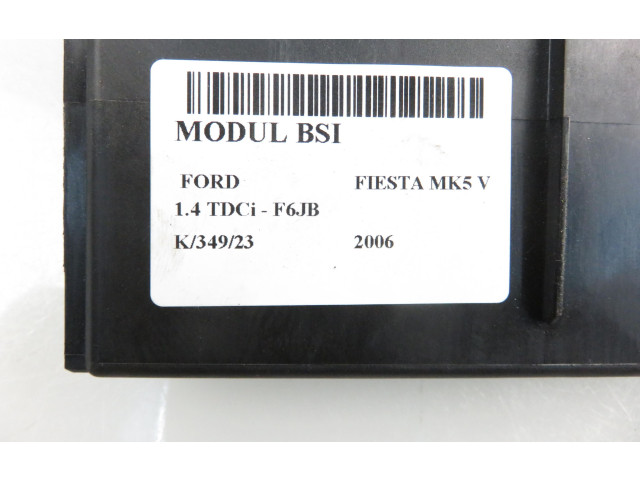 MODUL BSI
FORD FIESTA MK5 V
1.4 TDCi - F6JB
K/349/23 2006